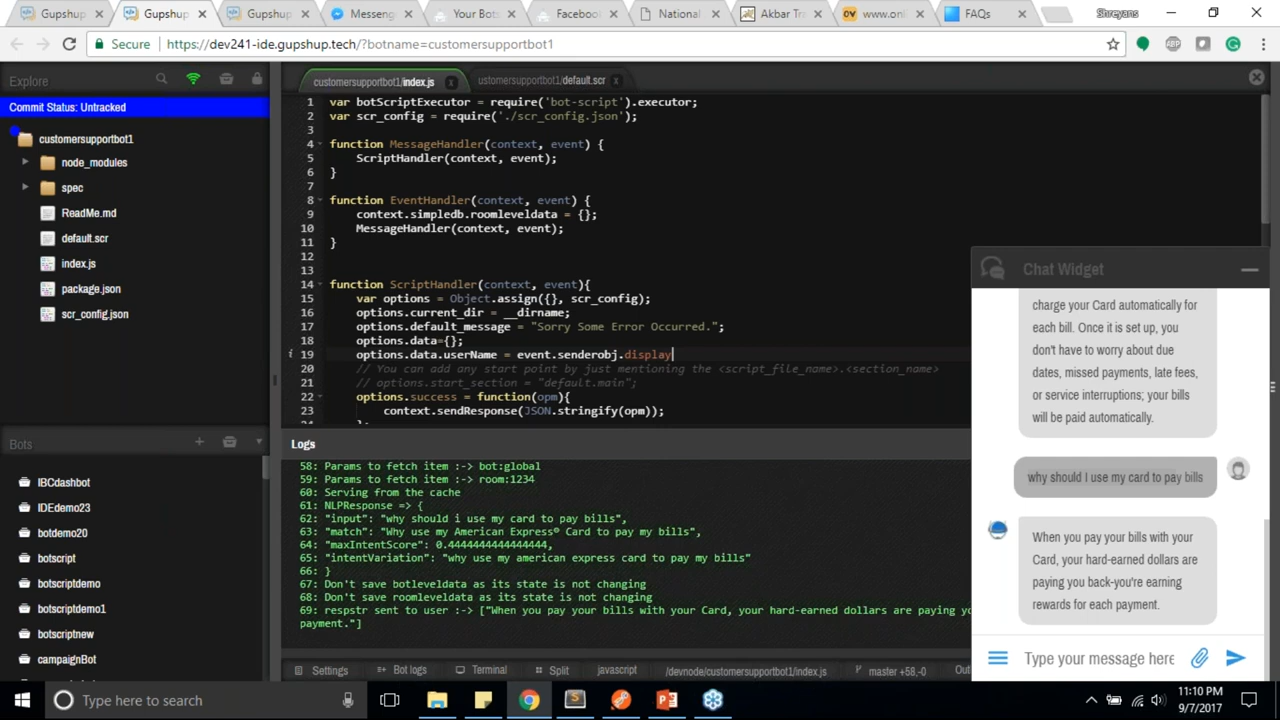 Gupshup
Gupshup
Gupshup
Messeng
Your Bots
Facebook
National
Akbar Tra
www.onl
FAQs
Shreyans
Secure
https://dev241-ide.gupshup.tech/?botname=customersupportbot1
Explore
Commit Status: Untracked
customersupportbot1
node_modules
spec
ReadMe.md
default.scr
index.js
package.json
scr_config.json
Bots
IBCdashbot
IDEdemo23
botdemo20
botscript
botscriptdemo
botscriptdemo1
botscriptnew
campaignBot
customersupportbot1/index.js x
ustomersupportbot1/default.scr x
1 var botScriptExecutor = require('bot-script').executor;
2 var scr_config = require('./scr_config.json');
3
4 function MessageHandler(context, event) {
5 ScriptHandler(context, event);
6 }
7
8 function EventHandler(context, event) {
9 context.simpledb.roomleveldata = {};
10 MessageHandler(context, event);
11 }
12
13
14 function ScriptHandler(context, event){
15 var options = Object.assign({}, scr_config);
16 options.current_dir = __dirname;
17 options.default_message = "Sorry Some Error Occurred.";
18 options.data={};
19 options.data.userName = event.senderobj.display
20 // You can add any start point by just mentioning the <script_file_name>.<section_name>
21 // options.start_section = "default.main";
22 options.success = function(opm){
23 context.sendResponse(JSON.stringify(opm));
};
Logs
58: Params to fetch item :-> bot:global
59: Params to fetch item :-> room:1234
60: Serving from the cache
61: NLPResponse => {
62: "input": "why should i use my card to pay bills",
63: "match": "Why use my American Express® Card to pay my bills",
64: "maxIntentScore": 0.4444444444444444,
65: "intentVariation": "why use my american express card to pay my bills"
66: }
67: Don't save botleveldata as its state is not changing
68: Don't save roomleveldata as its state is not changing
69: respstr sent to user :-> ["When you pay your bills with your Card, your hard-earned dollars are paying yo
payment."]
Settings
Bot logs
Terminal
Split
javascript
/devnode/customersupportbot1/index.js
master +58,-0
Out
Chat Widget
charge your Card automatically for
each bill. Once it is set up, you
don't have to worry about due
dates, missed payments, late fees,
or service interruptions; your bills
will be paid automatically.
why should I use my card to pay bills
When you pay your bills with your
Card, your hard-earned dollars are
paying you back-you're earning
rewards for each payment.
Type your message here
Type here to search
11:10 PM
9/7/2017